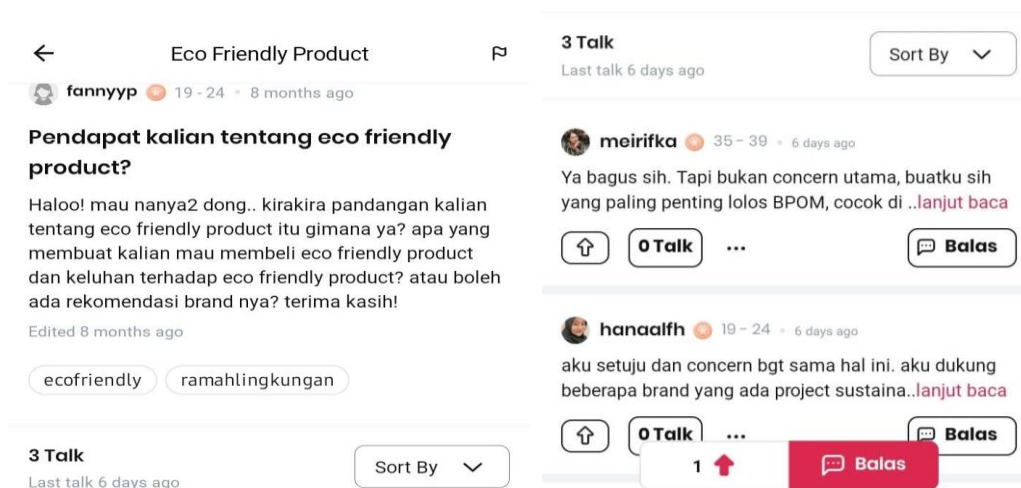 Eco Friendly Product
fannyyp 19 - 24 • 8 months ago
Pendapat kalian tentang eco friendly
product?
Haloo! mau nanya2 dong.. kirakira pandangan kalian
tentang eco friendly product itu gimana ya? apa yang
membuat kalian mau membeli eco friendly product
dan keluhan terhadap eco friendly product? atau boleh
ada rekomendasi brand nya? terima kasih!
Edited 8 months ago
ecofriendly ramahlingkungan
3 Talk
Last talk 6 days ago
Sort By
3 Talk
Last talk 6 days ago
Sort By
meirifka 35 - 39 • 6 days ago
Ya bagus sih. Tapi bukan concern utama, buatku sih
yang paling penting lolos BPOM, cocok di ..lanjut baca
0 Talk ... Balas
hanaalfh 19 - 24 • 6 days ago
aku setuju dan concern bgt sama hal ini. aku dukung
beberapa brand yang ada project sustaina..lanjut baca
0 Talk ... Balas
1 Balas